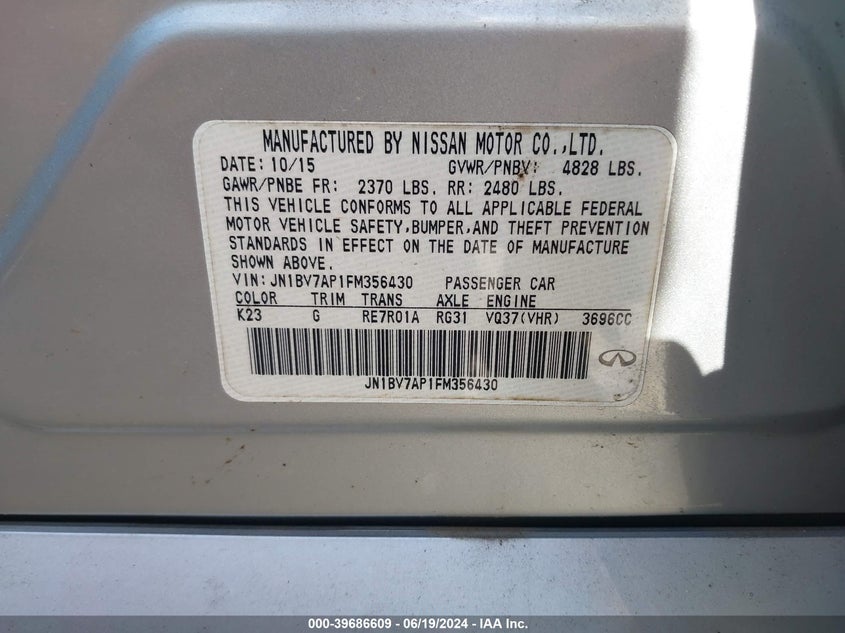 MANUFACTURED BY NISSAN MOTOR CO.,LTD.
DATE: 10/15 GVWR/PNBV: 4828 LBS.
GAWR/PNBE FR: 2370 LBS. RR: 2480 LBS.
THIS VEHICLE CONFORMS TO ALL APPLICABLE FEDERAL
MOTOR VEHICLE SAFETY,BUMPER,AND THEFT PREVENTION
STANDARDS IN EFFECT ON THE DATE OF MANUFACTURE
SHOWN ABOVE.
VIN: JN1BV7AP1FM356430 PASSENGER CAR
COLOR TRIM TRANS AXLE ENGINE
K23 G RE7R01A RG31 VQ37(VHR) 3696CC
JN1BV7AP1FM356430
000-39686609 - 06/19/2024 - IAA Inc.